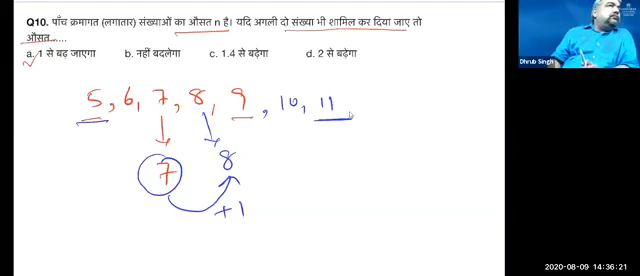 Q10. पाँच क्रमागत (लगातार) संख्याओं का औसत n है। यदि अगली दो संख्या भी शामिल कर दिया जाए तो
औसत.....
a. 1 से बढ़ जाएगा b. नहीं बदलेगा c. 1.4 से बढ़ेगा d. 2 से बढ़ेगा
Dhrub Singh
5, 6, 7, 8, 9, 10, 11,
7 8
+1
2020-08-09 14:36:21